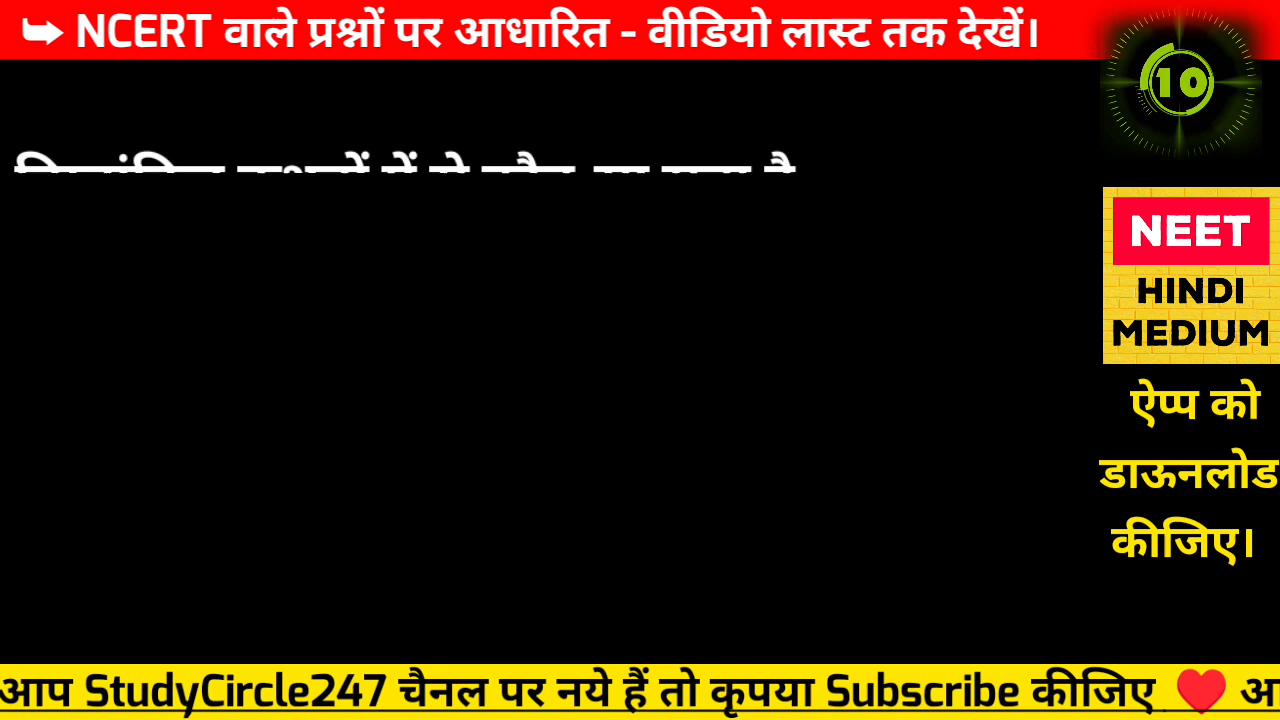 ⮩ NCERT वाले प्रश्नों पर आधारित - वीडियो लास्ट तक देखें।
10
NEET
HINDI
MEDIUM
ऐप्प को
डाऊनलोड
कीजिए।
आप StudyCircle247 चैनल पर नये हैं तो कृपया Subscribe कीजिए ❤️ अ